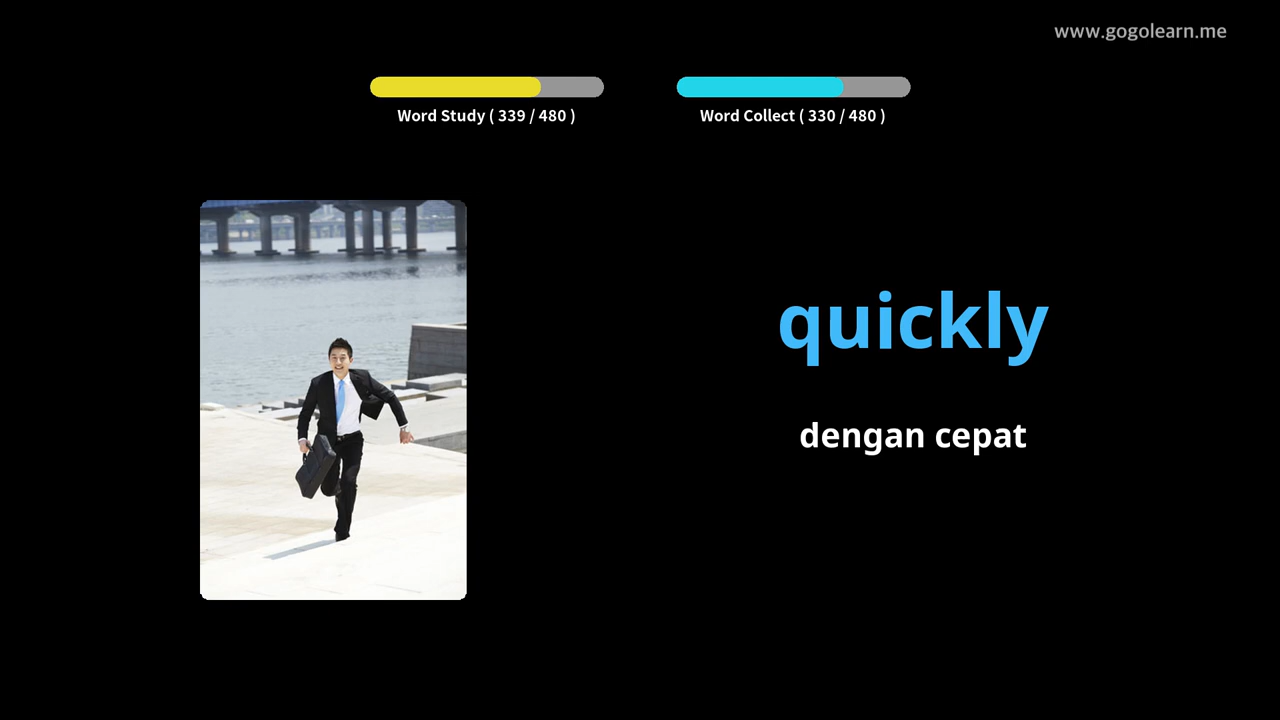 www.gogolearn.me
Word Study ( 339 / 480 )
Word Collect ( 330 / 480 )
quickly
dengan cepat